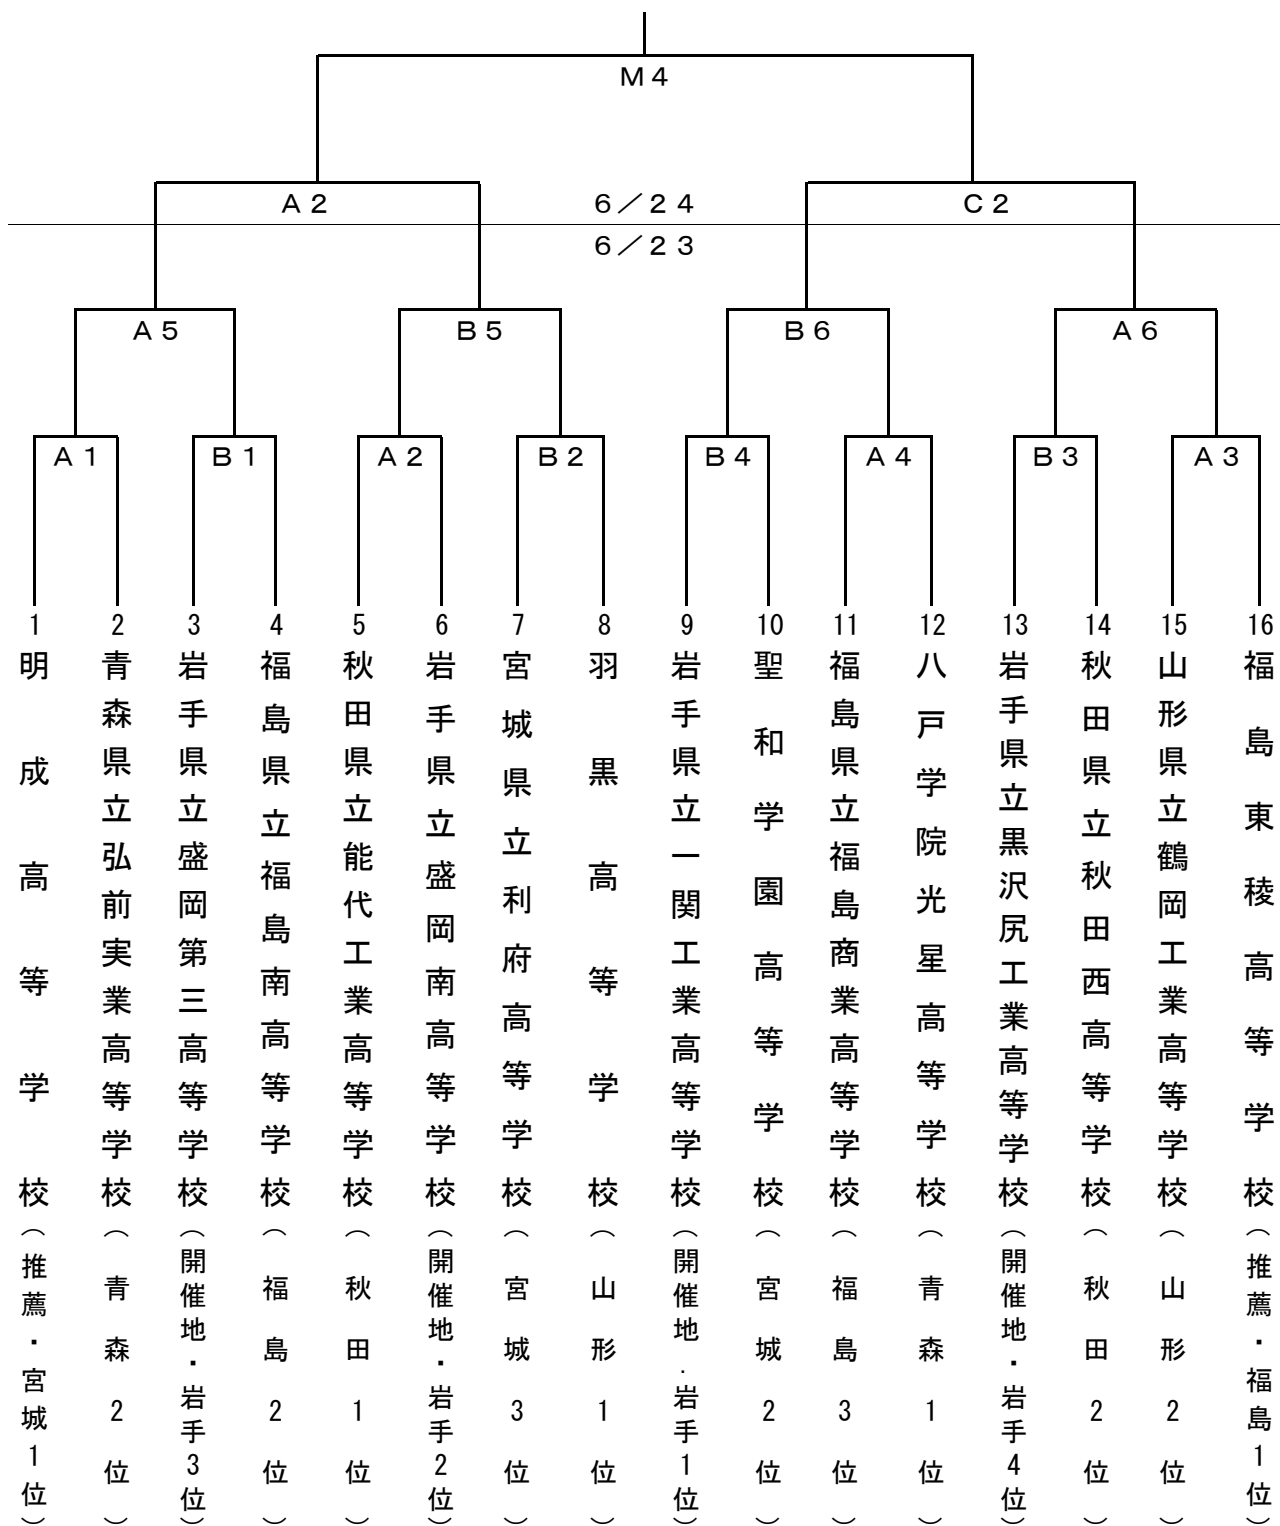 M4
A2
6／24
C2
6／23
A5
B5
B6
A6
A1
B1
A2
B2
B4
A4
B3
A3
1 明成高等学校（推薦・宮城1位）
2 青森県立弘前実業高等学校（青森2位）
3 岩手県立盛岡第三高等学校（開催地・岩手3位）
4 福島県立福島南高等学校（福島2位）
5 秋田県立能代工業高等学校（秋田1位）
6 岩手県立盛岡南高等学校（開催地・岩手2位）
7 宮城県立利府高等学校（宮城3位）
8 羽黒高等学校（山形1位）
9 岩手県立一関工業高等学校（開催地．岩手1位）
10 聖和学園高等学校（宮城2位）
11 福島県立福島商業高等学校（福島3位）
12 八戸学院光星高等学校（青森1位）
13 岩手県立黒沢尻工業高等学校（開催地・岩手4位）
14 秋田県立秋田西高等学校（秋田2位）
15 山形県立鶴岡工業高等学校（山形2位）
16 福島東稜高等学校（推薦・福島1位）